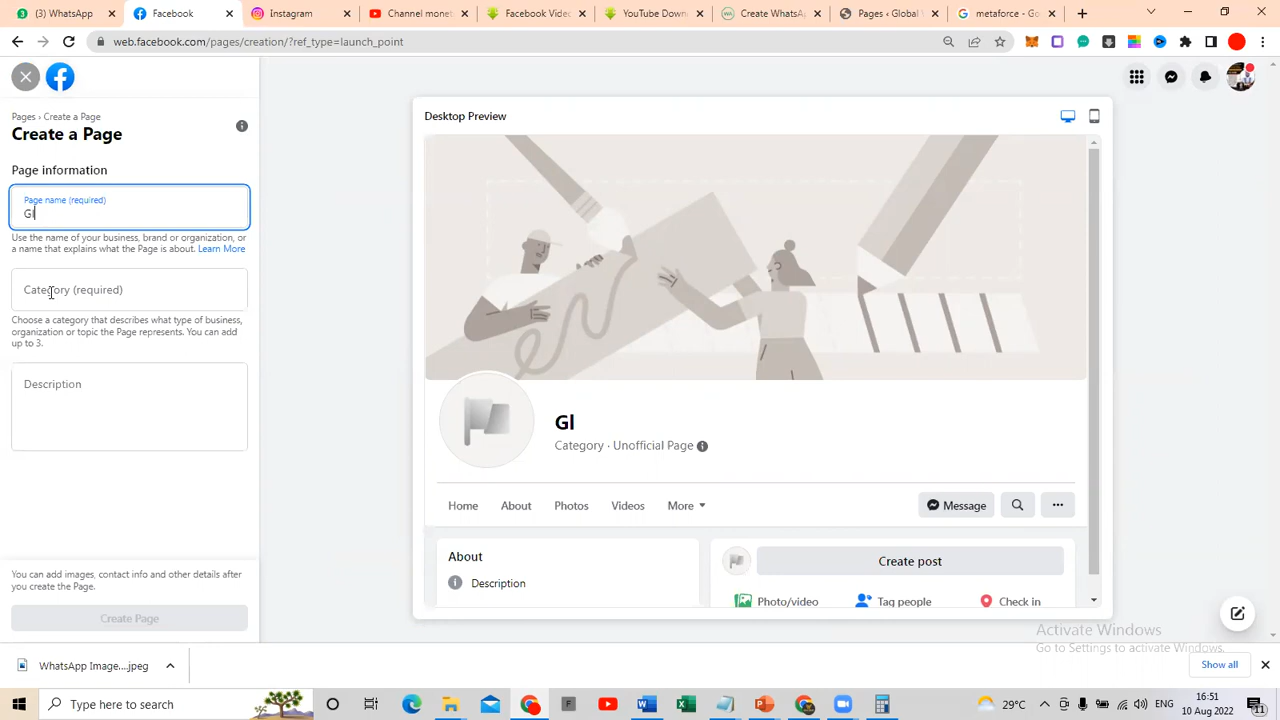 (3) WhatsApp
Facebook
Instagram
Channel monet
Facebook Vide
YouTube Down
Create WhatsA
Pages ‹ Global V
metaforce - Go
web.facebook.com/pages/creation/?ref_type=launch_point
Pages › Create a Page
Create a Page
Page information
Page name (required)
Gl
Use the name of your business, brand or organization, or
a name that explains what the Page is about. Learn More
Category (required)
Choose a category that describes what type of business,
organization or topic the Page represents. You can add
up to 3.
Description
You can add images, contact info and other details after
you create the Page.
Create Page
Desktop Preview
Gl
Category · Unofficial Page
Home About Photos Videos More
Message
About
Description
Create post
Photo/video Tag people Check in
Activate Windows
Go to Settings to activate Windows.
WhatsApp Image....jpeg
Show all
Type here to search
29°C
16:51
10 Aug 2022
11